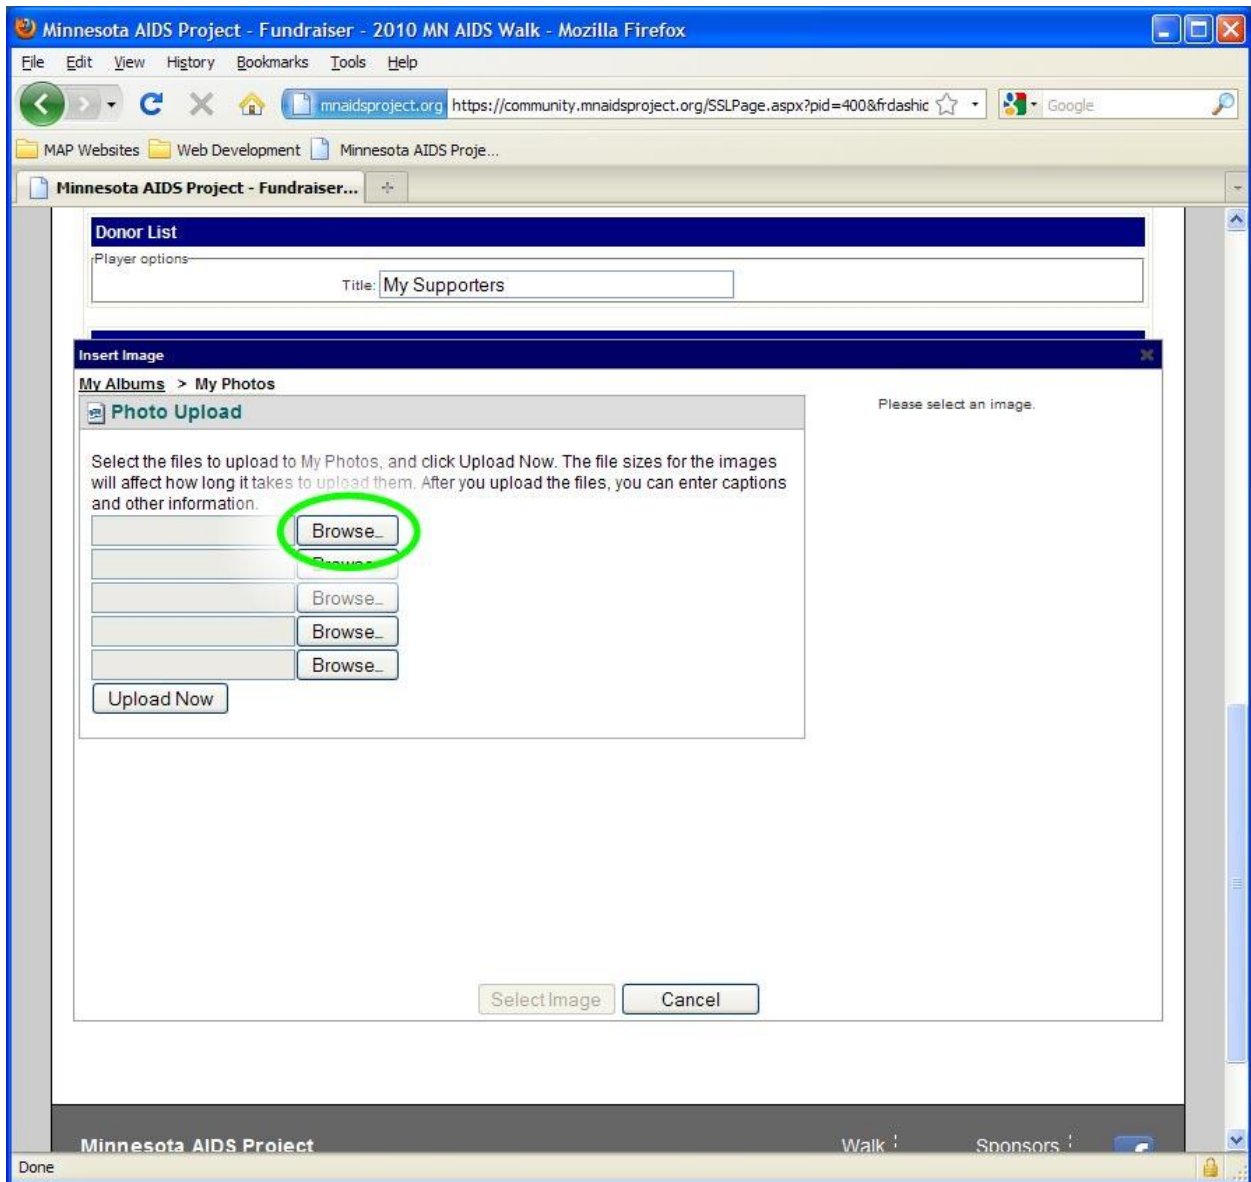 Minnesota AIDS Project - Fundraiser - 2010 MN AIDS Walk - Mozilla Firefox
File Edit View History Bookmarks Tools Help
mnaidsproject.org https://community.mnaidsproject.org/SSLPage.aspx?pid=400&frdashic Google
MAP Websites Web Development Minnesota AIDS Proje...
Minnesota AIDS Project - Fundraiser...
Donor List
Player options
Title: My Supporters
Insert Image
My Albums > My Photos
Photo Upload
Please select an image.
Select the files to upload to My Photos, and click Upload Now. The file sizes for the images
will affect how long it takes to upload them. After you upload the files, you can enter captions
and other information.
Browse...
Browse...
Browse...
Browse...
Browse...
Upload Now
Select Image Cancel
Minnesota AIDS Project Walk Sponsors
Done